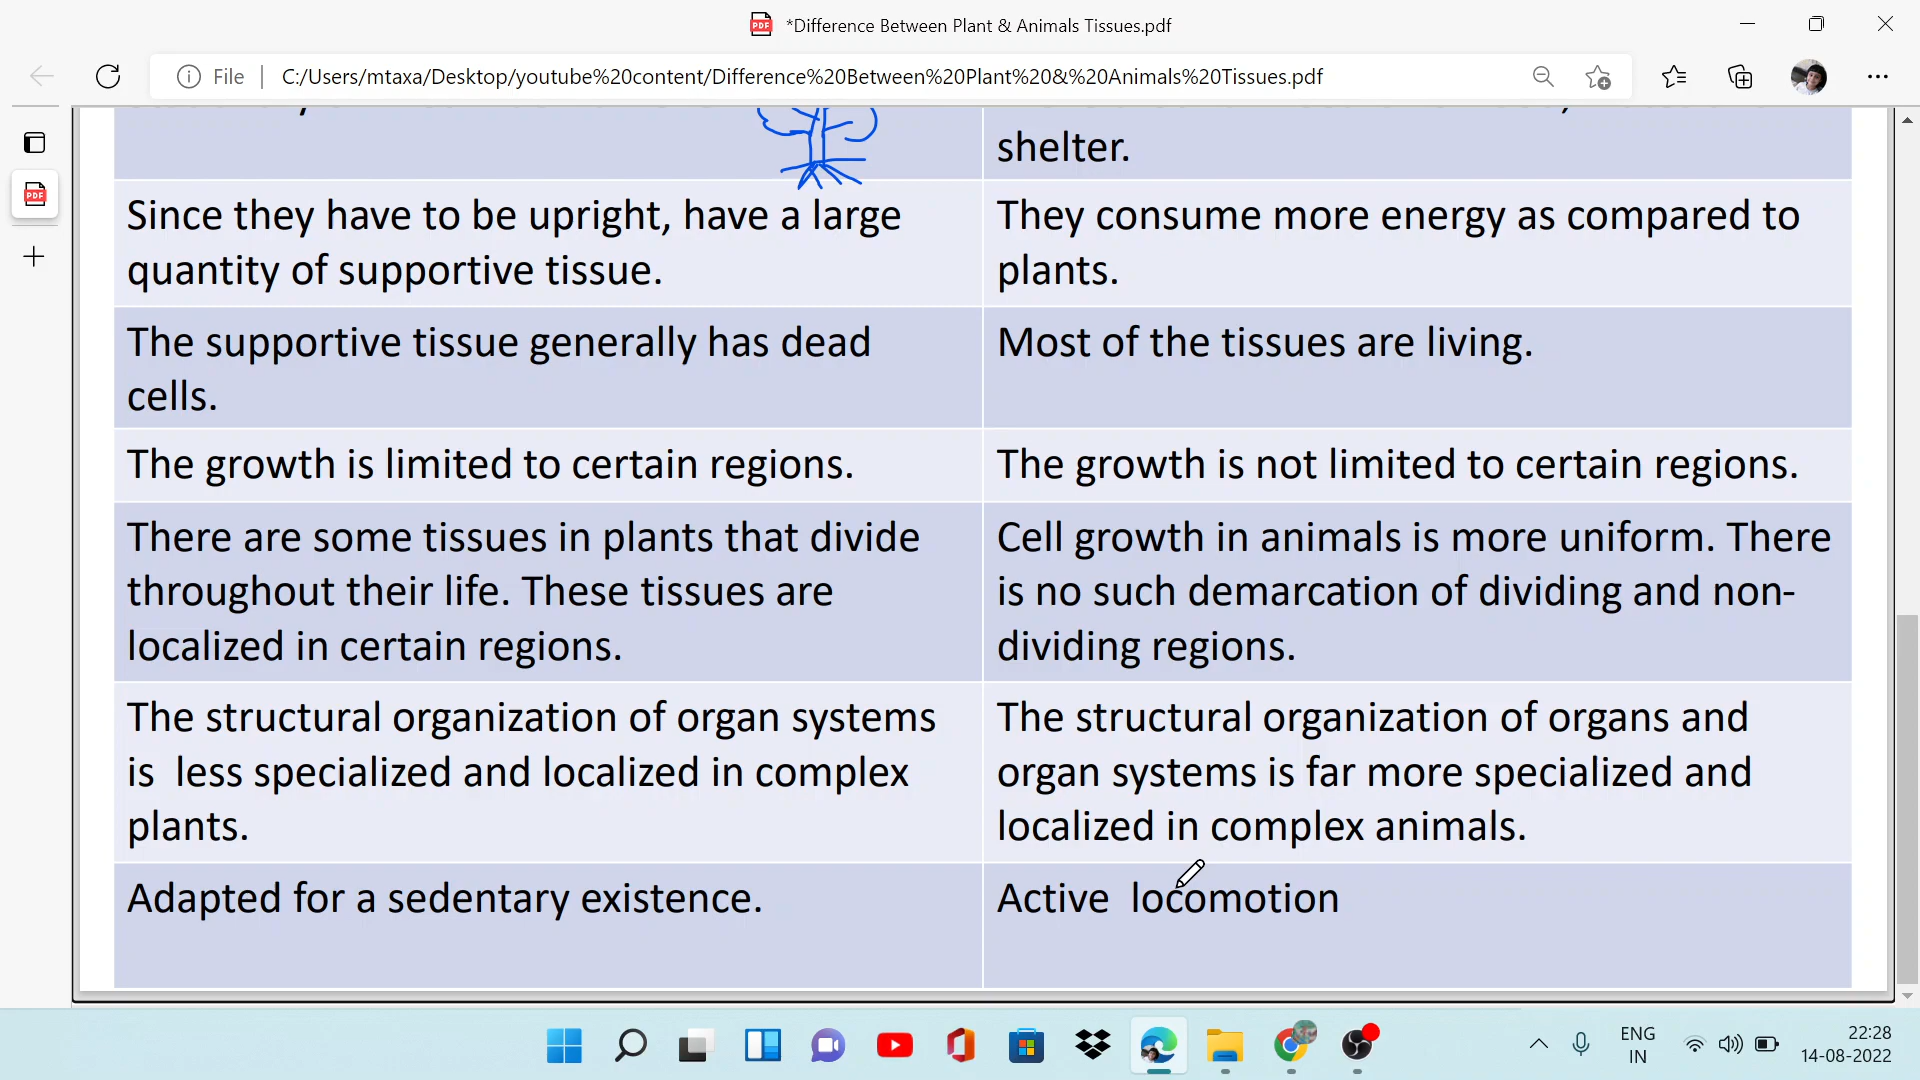 *Difference Between Plant & Animals Tissues.pdf
File
C:/Users/mtaxa/Desktop/youtube%20content/Difference%20Between%20Plant%20&%20Animals%20Tissues.pdf
shelter.
Since they have to be upright, have a large
quantity of supportive tissue.
They consume more energy as compared to
plants.
The supportive tissue generally has dead
cells.
Most of the tissues are living.
The growth is limited to certain regions.
The growth is not limited to certain regions.
There are some tissues in plants that divide
throughout their life. These tissues are
localized in certain regions.
Cell growth in animals is more uniform. There
is no such demarcation of dividing and non-
dividing regions.
The structural organization of organ systems
is  less specialized and localized in complex
plants.
The structural organization of organs and
organ systems is far more specialized and
localized in complex animals.
Adapted for a sedentary existence.
Active  locomotion
ENG
IN
22:28
14-08-2022